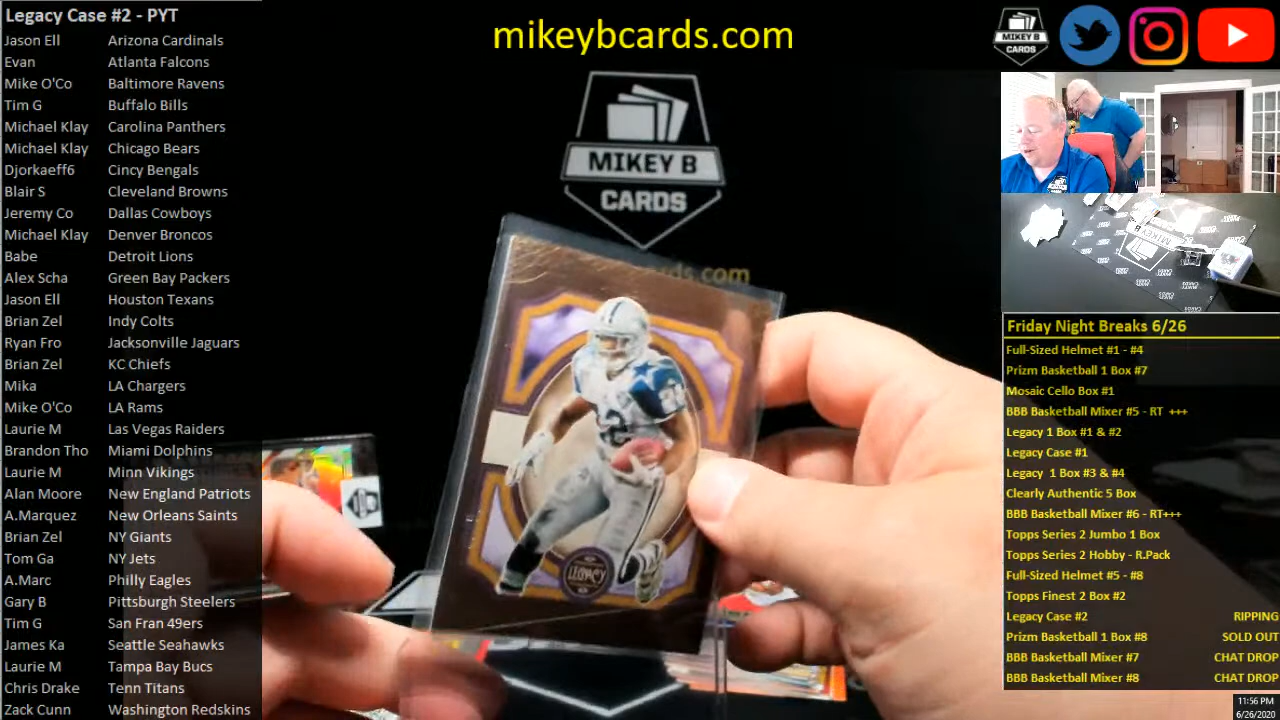 Legacy Case #2 - PYT
Jason Ell Arizona Cardinals
Evan Atlanta Falcons
Mike O'Co Baltimore Ravens
Tim G Buffalo Bills
Michael Klay Carolina Panthers
Michael Klay Chicago Bears
Djorkaeff6 Cincy Bengals
Blair S Cleveland Browns
Jeremy Co Dallas Cowboys
Michael Klay Denver Broncos
Babe Detroit Lions
Alex Scha Green Bay Packers
Jason Ell Houston Texans
Brian Zel Indy Colts
Ryan Fro Jacksonville Jaguars
Brian Zel KC Chiefs
Mika LA Chargers
Mike O'Co LA Rams
Laurie M Las Vegas Raiders
Brandon Tho Miami Dolphins
Laurie M Minn Vikings
Alan Moore New England Patriots
A.Marquez New Orleans Saints
Brian Zel NY Giants
Tom Ga NY Jets
A.Marc Philly Eagles
Gary B Pittsburgh Steelers
Tim G San Fran 49ers
James Ka Seattle Seahawks
Laurie M Tampa Bay Bucs
Chris Drake Tenn Titans
Zack Cunn Washington Redskins
mikeybcards.com
MIKEY B
CARDS
cards.com
LEGACY
MIKEY B
CARDS
Friday Night Breaks 6/26
Full-Sized Helmet #1 - #4
Prizm Basketball 1 Box #7
Mosaic Cello Box #1
BBB Basketball Mixer #5 - RT +++
Legacy 1 Box #1 & #2
Legacy Case #1
Legacy 1 Box #3 & #4
Clearly Authentic 5 Box
BBB Basketball Mixer #6 - RT+++
Topps Series 2 Jumbo 1 Box
Topps Series 2 Hobby - R.Pack
Full-Sized Helmet #5 - #8
Topps Finest 2 Box #2
Legacy Case #2 RIPPING
Prizm Basketball 1 Box #8 SOLD OUT
BBB Basketball Mixer #7 CHAT DROP
BBB Basketball Mixer #8 CHAT DROP
11:56 PM
6/26/2020